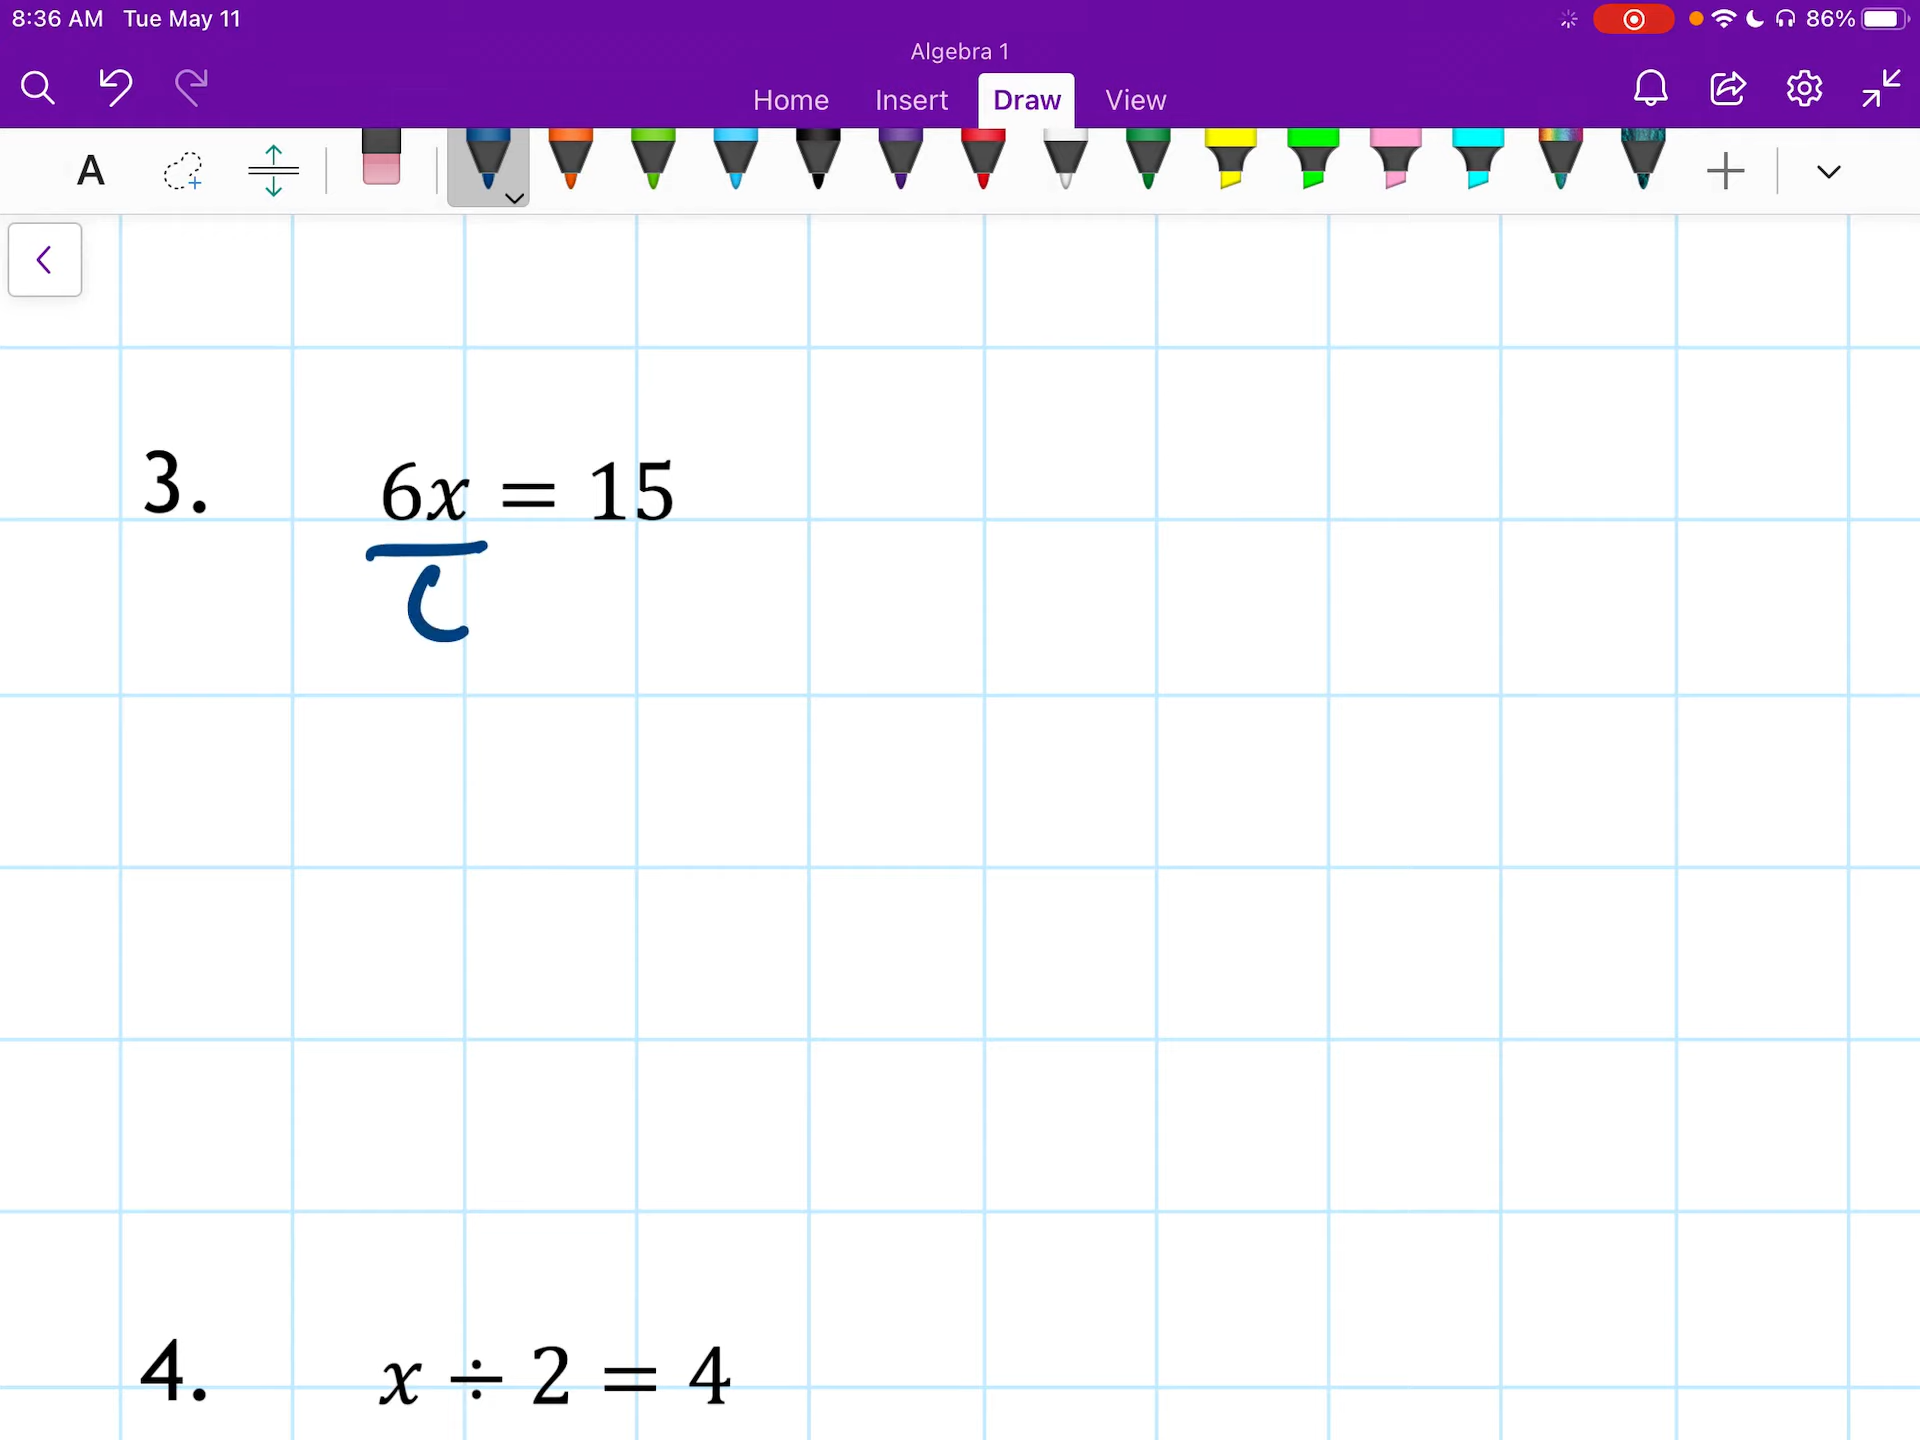 8:36 AM Tue May 11
86%
Algebra 1
Home Insert Draw View
A
3. 6x = 15
4. x ÷ 2 = 4